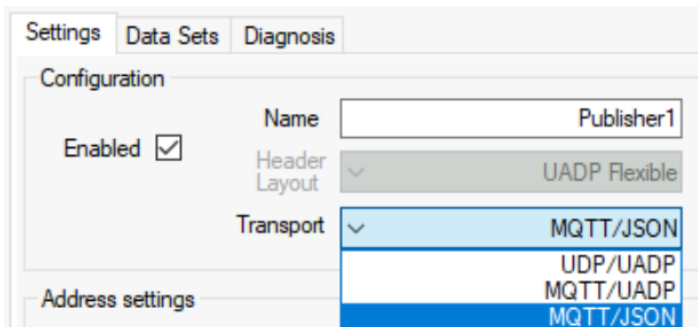 Settings Data Sets Diagnosis
Configuration
Name Publisher1
Enabled
Header
Layout
UADP Flexible
Transport MQTT/JSON
UDP/UADP
MQTT/UADP
MQTT/JSON
Address settings